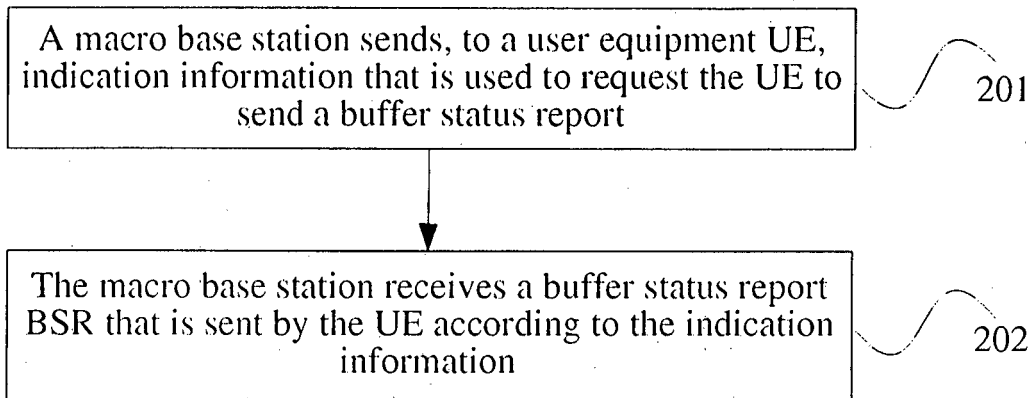 A macro base station sends, to a user equipment UE,
indication information that is used to request the UE to
send a buffer status report
201
The macro base station receives a buffer status report
BSR that is sent by the UE according to the indication
information
202